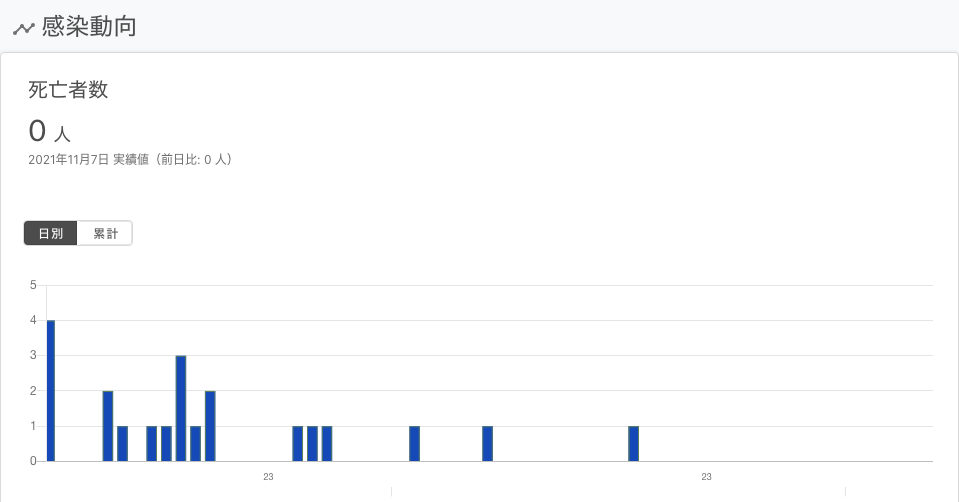 感染動向
死亡者数
0 人
2021年11月7日 実績値（前日比: 0 人）
日別 累計
5
4
3
2
1
0
23 23